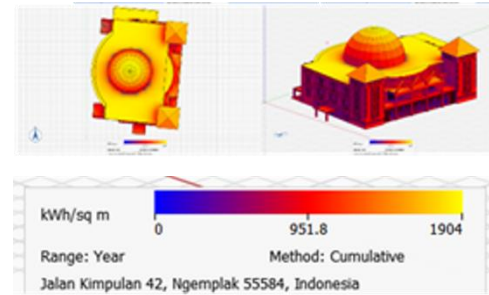 kWh/sq m
0 951.8 1904
Range: Year Method: Cumulative
Jalan Kimpulan 42, Ngemplak 55584, Indonesia